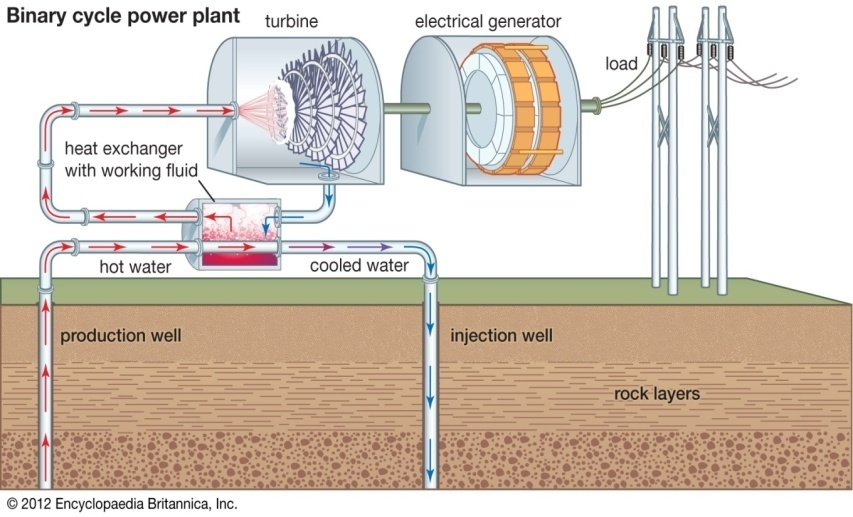 Binary cycle power plant
turbine
electrical generator
load
heat exchanger
with working fluid
hot water
cooled water
production well
injection well
rock layers
© 2012 Encyclopaedia Britannica, Inc.